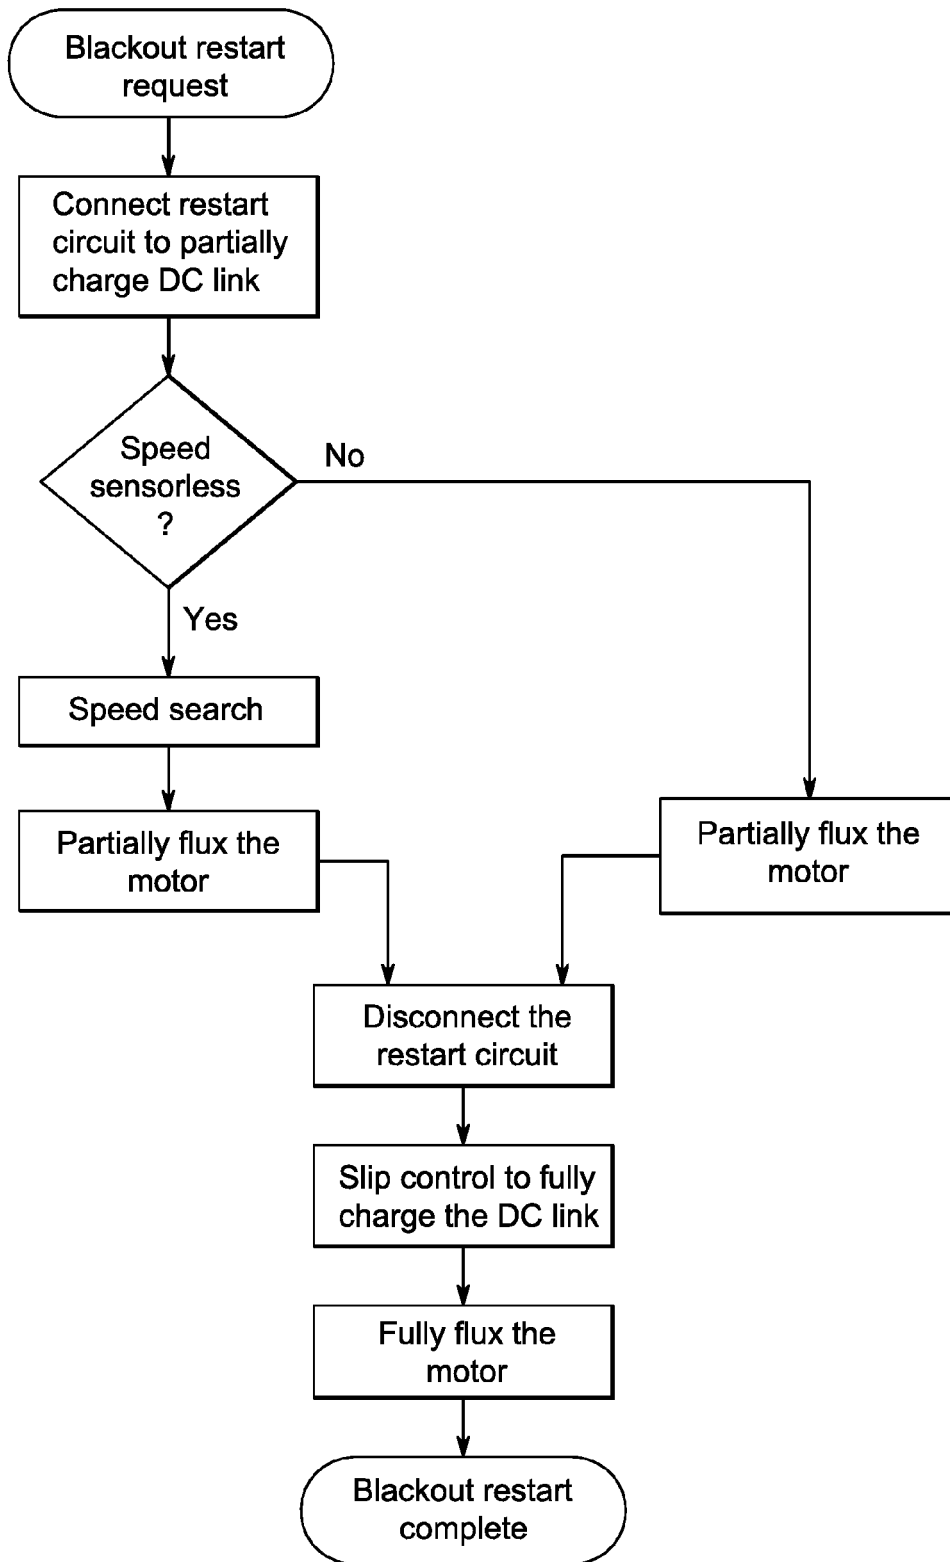 Blackout restart
request
Connect restart
circuit to partially
charge DC link
Speed
sensorless
?
No
Yes
Speed search
Partially flux the
motor
Partially flux the
motor
Disconnect the
restart circuit
Slip control to fully
charge the DC link
Fully flux the
motor
Blackout restart
complete